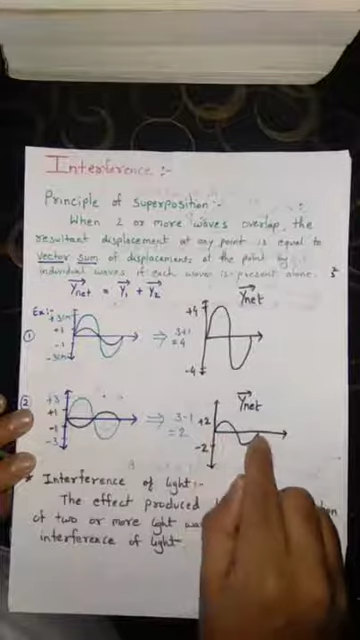 Interference :-
Principle of superposition :-
When 2 or more waves overlap, the
resultant displacement at any point is equal to
vector sum of displacements at the point by
individual waves if each wave is present alone.
Ynet = Y1 + Y2
Ex:-
1
+3cm
+1
-1
-3cm
⇒ 3+1
= 4
Ynet
+4
-4
2
+3
+1
-1
-3
⇒ 3-1
= 2
Ynet
+2
-2
* Interference of light :-
The effect produced
of two or more light
interference of light